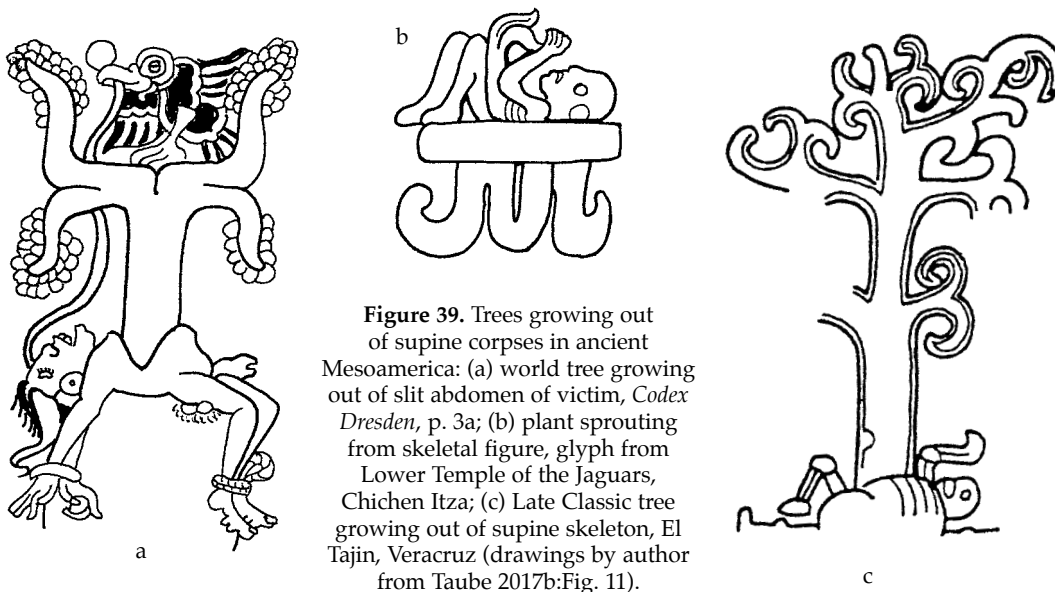 b
Figure 39. Trees growing out
of supine corpses in ancient
Mesoamerica: (a) world tree growing
out of slit abdomen of victim, Codex
Dresden, p. 3a; (b) plant sprouting
from skeletal figure, glyph from
Lower Temple of the Jaguars,
Chichen Itza; (c) Late Classic tree
growing out of supine skeleton, El
Tajin, Veracruz (drawings by author
from Taube 2017b:Fig. 11).
a
c